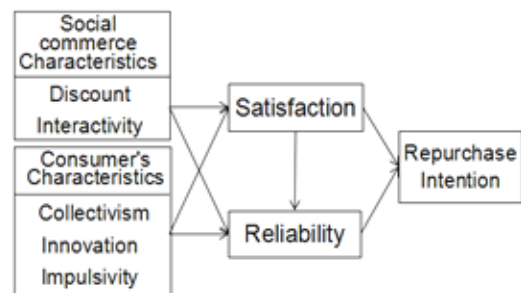 Social
commerce
Characteristics
Discount
Interactivity
Consumer's
Characteristics
Collectivism
Innovation
Impulsivity
Satisfaction
Reliability
Repurchase
Intention